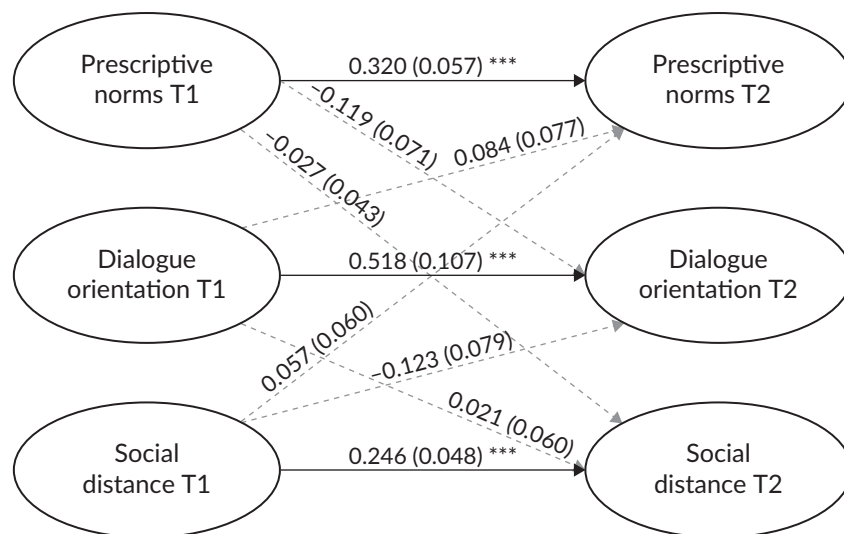 Prescriptive
norms T1
0.320 (0.057) ***
Prescriptive
norms T2
−0.119 (0.071)
0.084 (0.077)
−0.027 (0.043)
Dialogue
orientation T1
0.518 (0.107) ***
Dialogue
orientation T2
0.057 (0.060)
−0.123 (0.079)
0.021 (0.060)
Social
distance T1
0.246 (0.048) ***
Social
distance T2